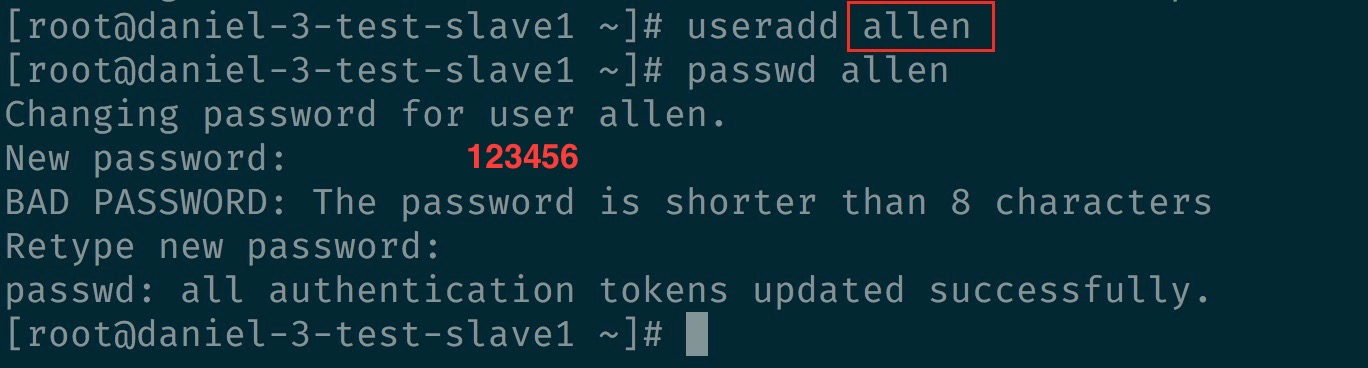 [root@daniel-3-test-slave1 ~]# useradd allen
[root@daniel-3-test-slave1 ~]# passwd allen
Changing password for user allen.
New password: 123456
BAD PASSWORD: The password is shorter than 8 characters
Retype new password:
passwd: all authentication tokens updated successfully.
[root@daniel-3-test-slave1 ~]#